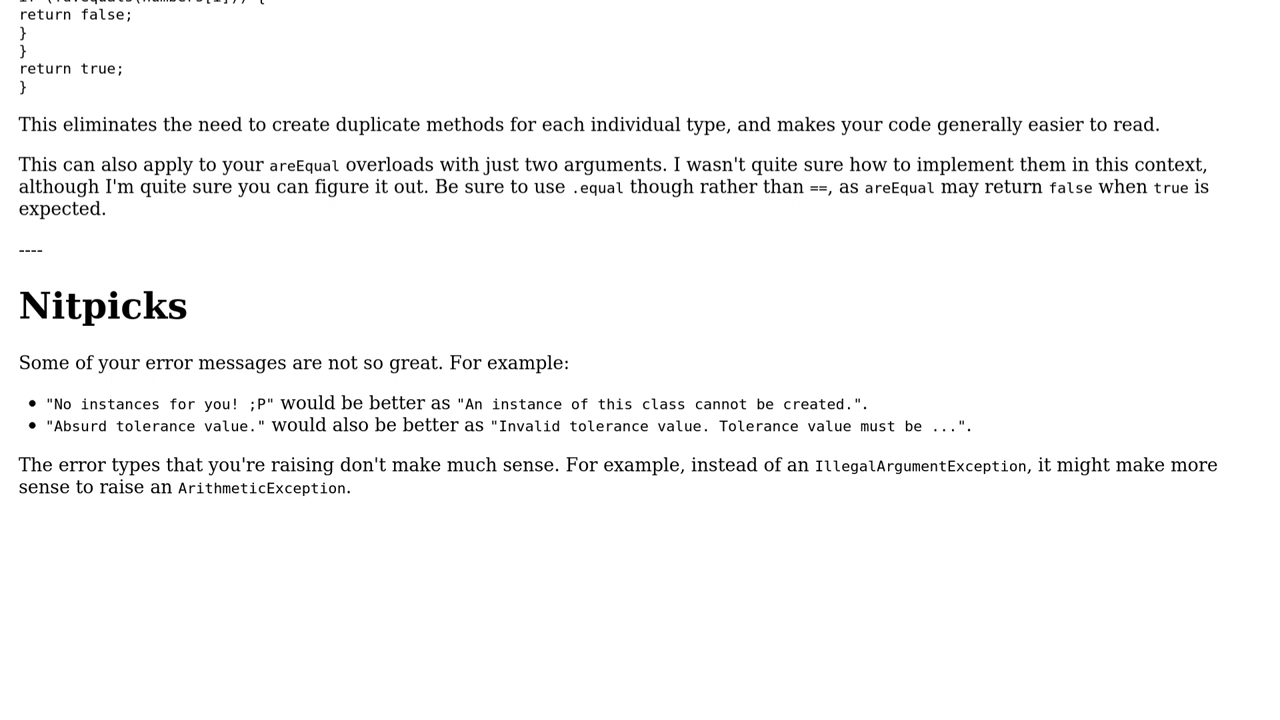 return false;
}
}
return true;
}
This eliminates the need to create duplicate methods for each individual type, and makes your code generally easier to read.
This can also apply to your areEqual overloads with just two arguments. I wasn't quite sure how to implement them in this context,
although I'm quite sure you can figure it out. Be sure to use .equal though rather than ==, as areEqual may return false when true is
expected.
----
Nitpicks
Some of your error messages are not so great. For example:
• "No instances for you! ;P" would be better as "An instance of this class cannot be created.".
• "Absurd tolerance value." would also be better as "Invalid tolerance value. Tolerance value must be ...".
The error types that you're raising don't make much sense. For example, instead of an IllegalArgumentException, it might make more
sense to raise an ArithmeticException.